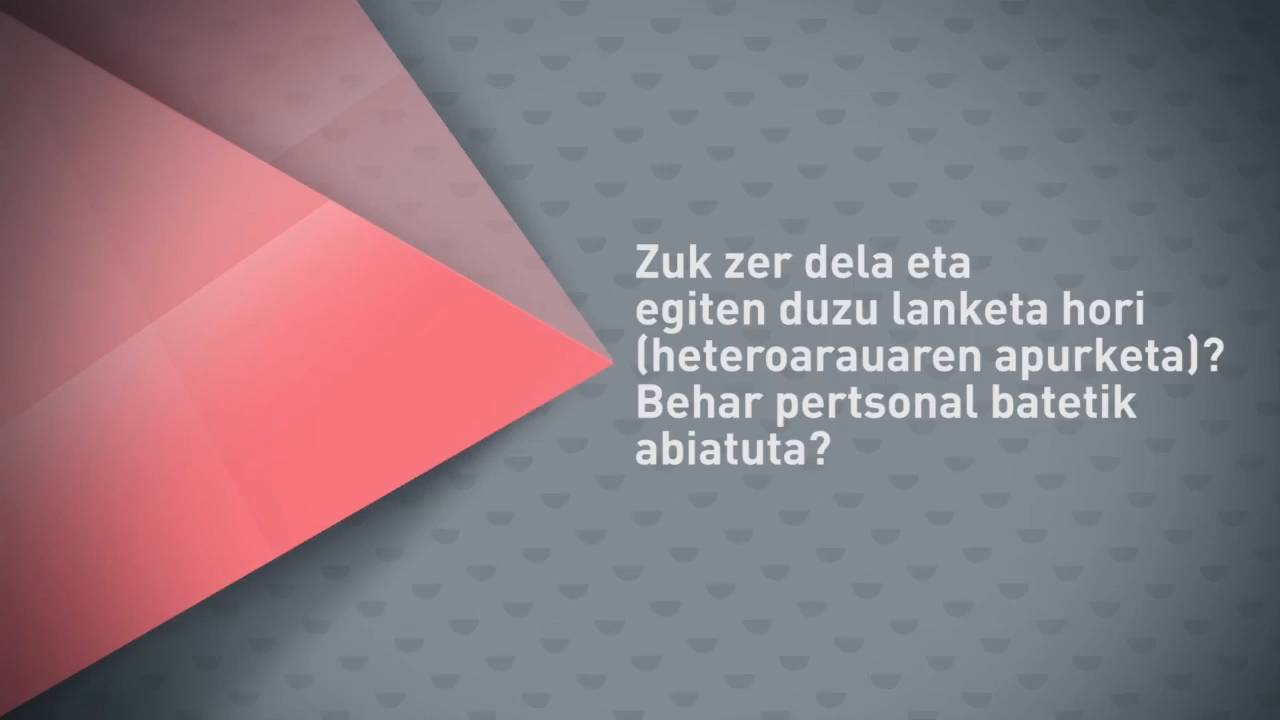 Zuk zer dela eta
egiten duzu lanketa hori
(heteroarauaren apurketa)?
Behar pertsonal batetik
abiatuta?